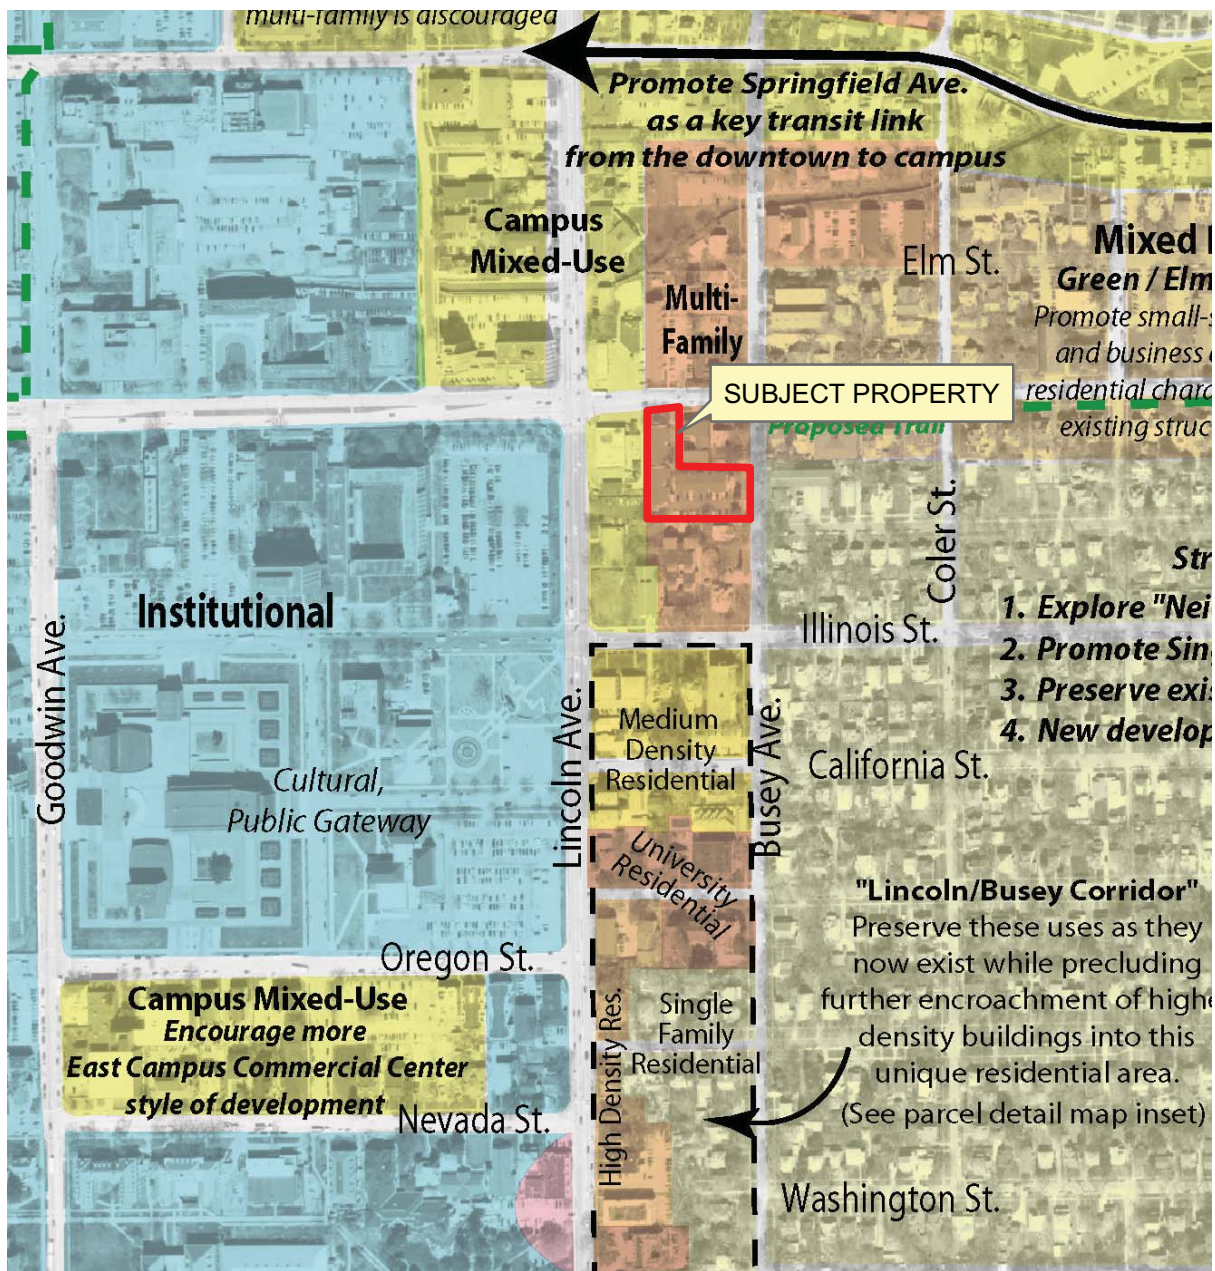 multi-family is discouraged
Promote Springfield Ave.
as a key transit link
from the downtown to campus
Campus
Mixed-Use
Multi-
Family
Elm St.
Mixed
Green / Elm
Promote small-s
and business
residential chara
existing struc
SUBJECT PROPERTY
Proposed Trail
Coler St.
Str
1. Explore "Nei
2. Promote Sin
3. Preserve exis
4. New develop
Institutional
Illinois St.
Goodwin Ave.
Lincoln Ave.
Busey Ave.
Medium
Density
Residential
California St.
Cultural,
Public Gateway
University
Residential
"Lincoln/Busey Corridor"
Preserve these uses as they
now exist while precluding
further encroachment of highe
density buildings into this
unique residential area.
(See parcel detail map inset)
Oregon St.
Campus Mixed-Use
Encourage more
East Campus Commercial Center
style of development
High Density Res.
Single
Family
Residential
Nevada St.
Washington St.